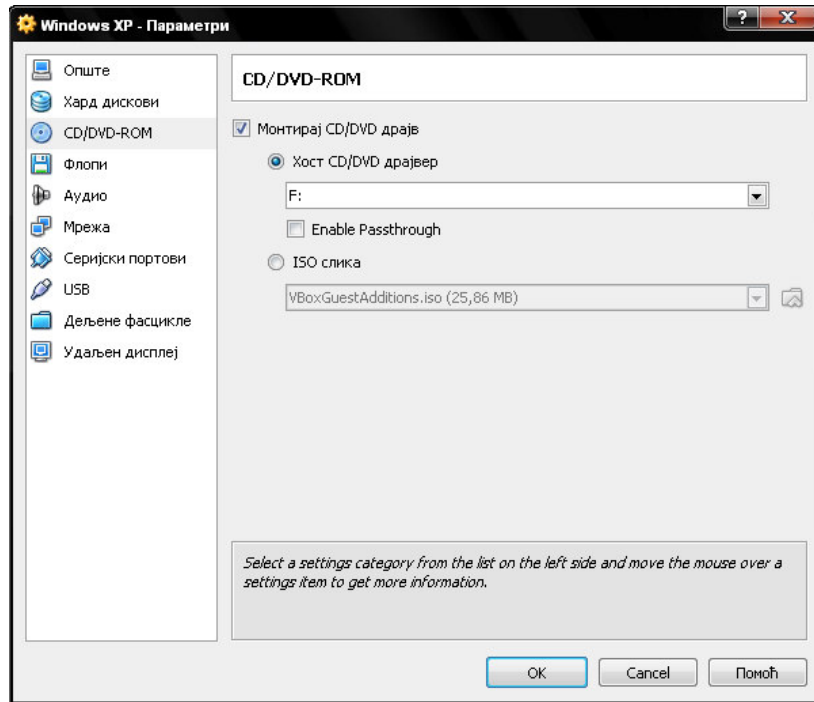 Windows XP - Параметри
Опште
Хард дискови
CD/DVD-ROM
Флопи
Аудио
Мрежа
Серијски портови
USB
Дељене фасцикле
Удаљен дисплеј
CD/DVD-ROM
Монтирај CD/DVD драјв
Хост CD/DVD драјвер
F:
Enable Passthrough
ISO слика
VBoxGuestAdditions.iso (25,86 MB)
Select a settings category from the list on the left side and move the mouse over a
settings item to get more information.
OK
Cancel
Помоћ